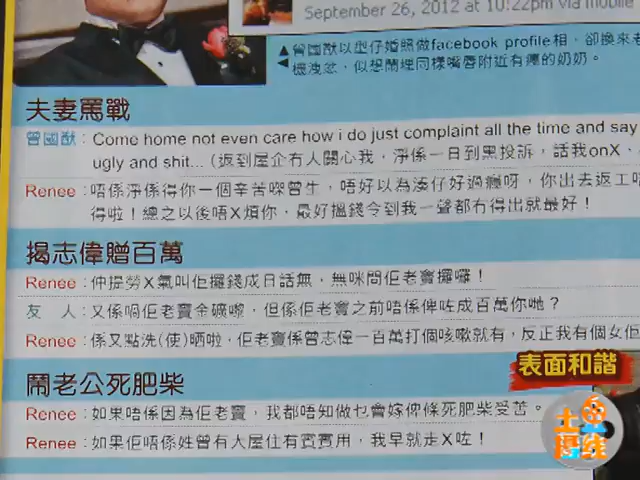 September 26, 2012 at 10:22pm via mobile
▲曾國猷以型仔婚照做facebook profile相，卻換來老
◀機洩忿，似想鬧埋同樣嘴唇附近有痣的奶奶。
夫妻罵戰
曾國猷：Come home not even care how i do just complaint all the time and say
ugly and shit...（返到屋企冇人關心我，淨係一日到黑投訴，話我onX、
Renee：唔係淨係得你一個辛苦㗎曾生，唔好以為湊仔好過癮呀，你出去返工唔
得啦！總之以後唔X煩你，最好搵錢令到我一聲都冇得出就最好！
揭志偉贈百萬
Renee：仲提勞X氣叫佢攞錢成日話無，無咪問佢老竇攞囉！
友 人：又係喎佢老竇金礦嚟，但係佢老竇之前唔係俾咗成百萬你哋？
Renee：係又點洗(使)晒啦，佢老竇係曾志偉一百萬打個咳嗽就有，反正我有個女佢
鬧老公死肥柴
Renee：如果唔係因為佢老竇，我都唔知做乜會嫁俾條死肥柴受苦。
Renee：如果佢唔係姓曾有大屋住有賓賓用，我早就走X咗！
表面和諧
土豆
得线